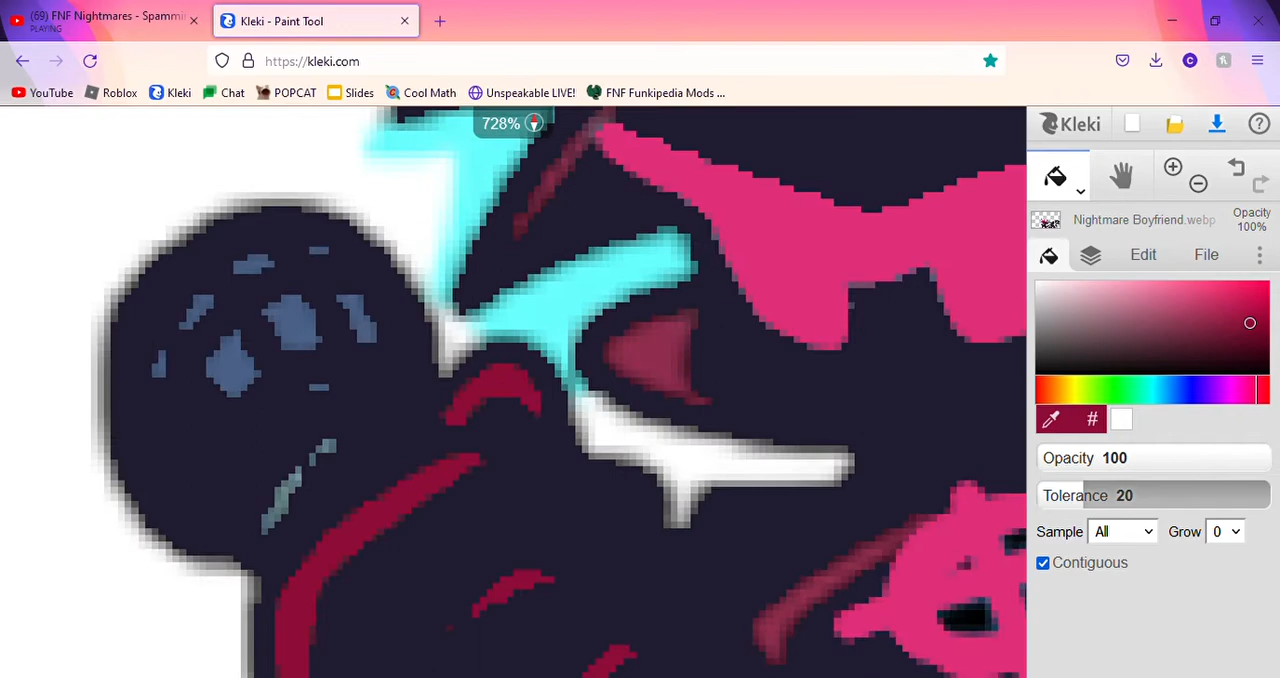 (69) FNF Nightmares - Spammi
PLAYING
Kleki - Paint Tool
https://kleki.com
YouTube Roblox Kleki Chat POPCAT Slides Cool Math Unspeakable LIVE! FNF Funkipedia Mods ...
728%
Kleki
Nightmare Boyfriend.webp
Opacity
100%
Edit File
#
Opacity 100
Tolerance 20
Sample All Grow 0
Contiguous